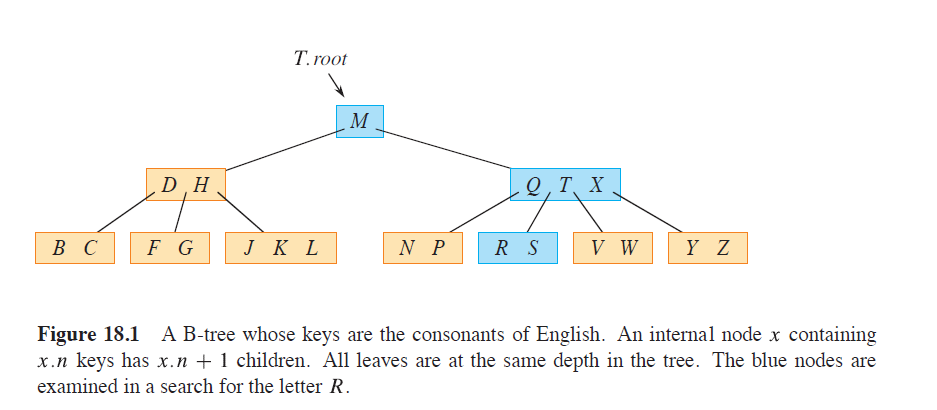 T.root
M
D H
Q T X
B C
F G
J K L
N P
R S
V W
Y Z
Figure 18.1 A B-tree whose keys are the consonants of English. An internal node x containing
x.n keys has x.n + 1 children. All leaves are at the same depth in the tree. The blue nodes are
examined in a search for the letter R.